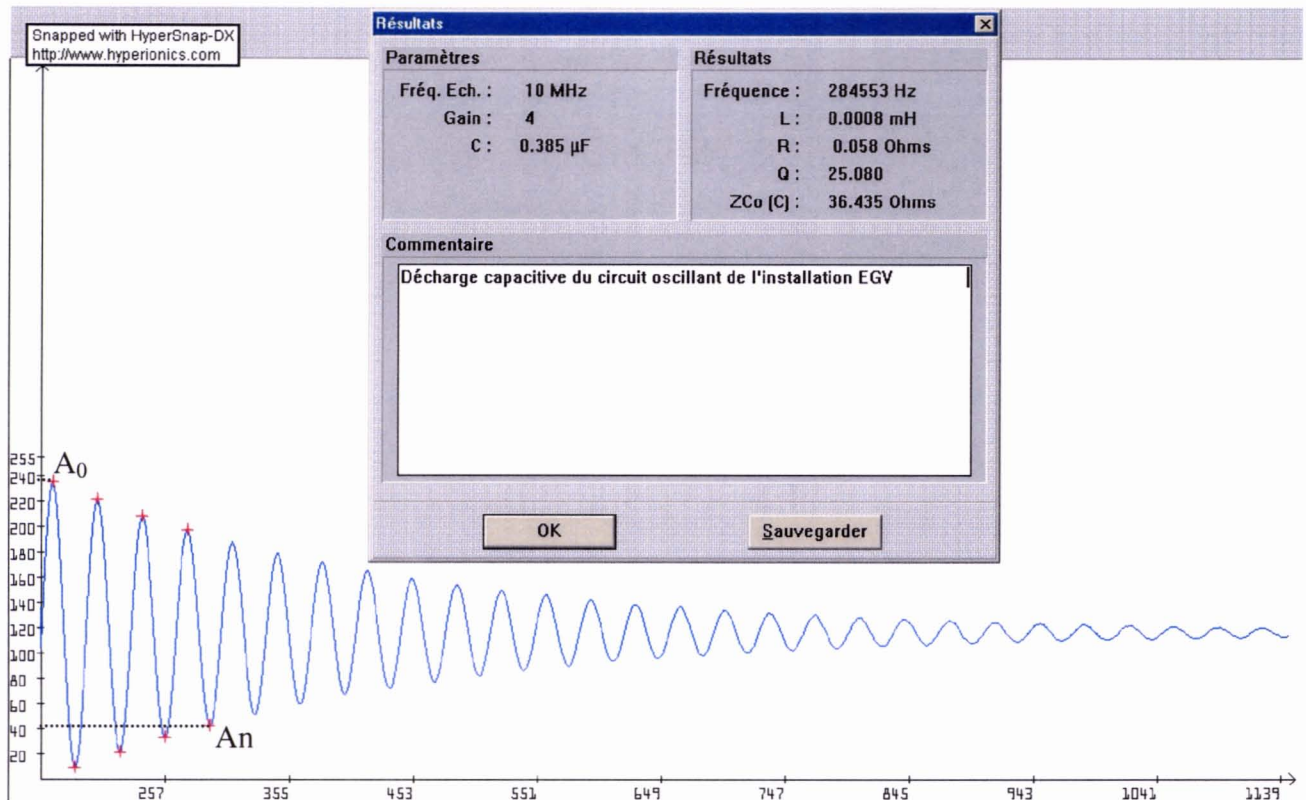 Snapped with HyperSnap-DX
http://www.hyperionics.com
Résultats
Paramètres
Fréq. Ech. : 10 MHz
Gain : 4
C : 0.385 µF
Résultats
Fréquence : 284553 Hz
L : 0.0008 mH
R : 0.058 Ohms
Q : 25.080
ZCo (C) : 36.435 Ohms
Commentaire
Décharge capacitive du circuit oscillant de l'installation EGV
OK
Sauvegarder
255
240
220
200
180
160
140
120
100
80
60
40
20
A0
An
257 355 453 551 649 747 845 943 1041 1139